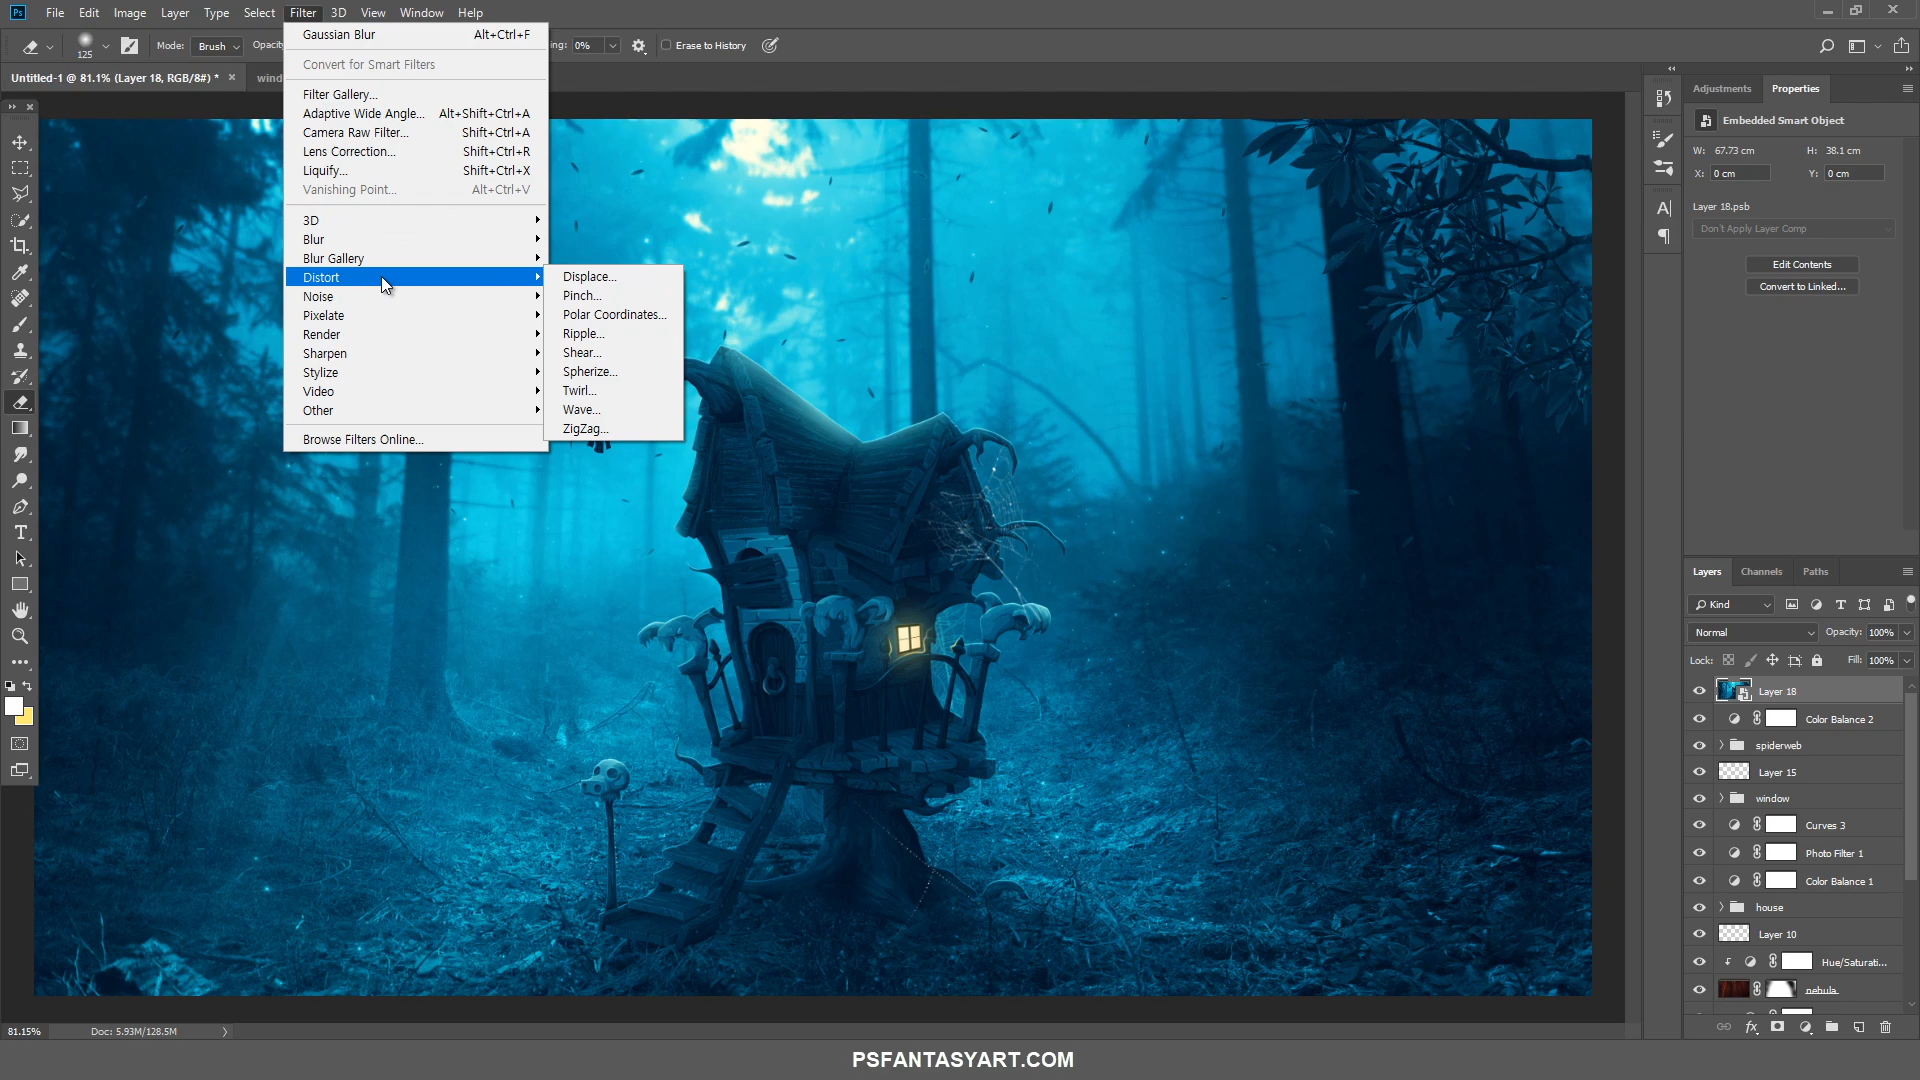 Ps File Edit Image Layer Type Select Filter 3D View Window Help
125 Mode: Brush Opacity
ing: 0% Erase to History
Untitled-1 @ 81.1% (Layer 18, RGB/8#) * × wind
Gaussian Blur Alt+Ctrl+F
Convert for Smart Filters
Filter Gallery...
Adaptive Wide Angle... Alt+Shift+Ctrl+A
Camera Raw Filter... Shift+Ctrl+A
Lens Correction... Shift+Ctrl+R
Liquify... Shift+Ctrl+X
Vanishing Point... Alt+Ctrl+V
3D
Blur
Blur Gallery
Distort
Noise
Pixelate
Render
Sharpen
Stylize
Video
Other
Browse Filters Online...
Displace...
Pinch...
Polar Coordinates...
Ripple...
Shear...
Spherize...
Twirl...
Wave...
ZigZag...
Adjustments Properties
Embedded Smart Object
W: 67.73 cm H: 38.1 cm
X: 0 cm Y: 0 cm
Layer 18.psb
Don't Apply Layer Comp
Edit Contents
Convert to Linked...
Layers Channels Paths
Kind
Normal Opacity: 100%
Lock: Fill: 100%
Layer 18
Color Balance 2
spiderweb
Layer 15
window
Curves 3
Photo Filter 1
Color Balance 1
house
Layer 10
Hue/Saturati...
nebula
81.15% Doc: 5.93M/128.5M
PSFANTASYART.COM